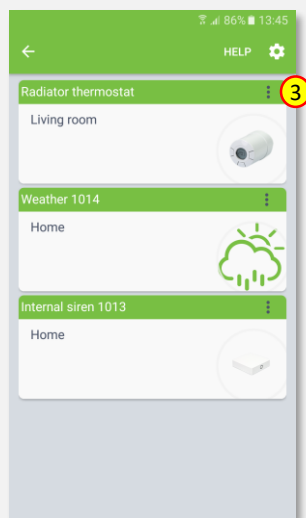 86% 13:45
HELP
Radiator thermostat
3
Living room
Weather 1014
Home
Internal siren 1013
Home